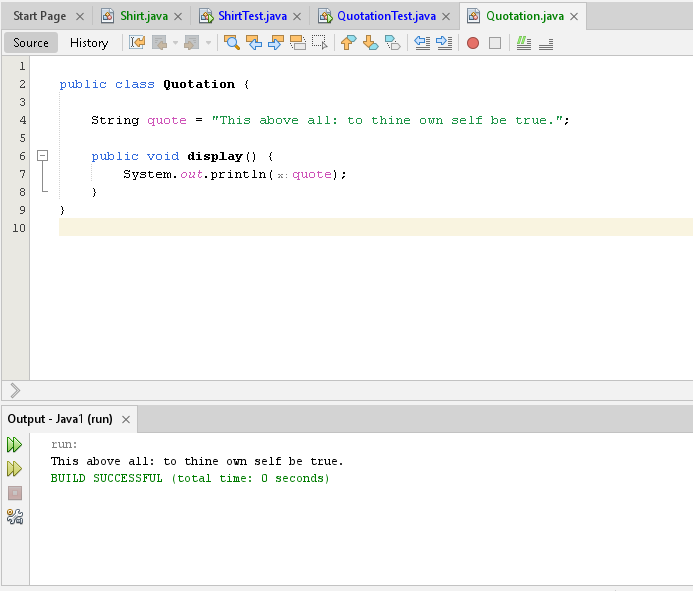 Start Page Shirt.java ShirtTest.java QuotationTest.java Quotation.java
Source History
1
2 public class Quotation {
3
4 String quote = "This above all: to thine own self be true.";
5
6 public void display() {
7 System.out.println(x:quote);
8 }
9 }
10
Output - Java1 (run)
run:
This above all: to thine own self be true.
BUILD SUCCESSFUL (total time: 0 seconds)